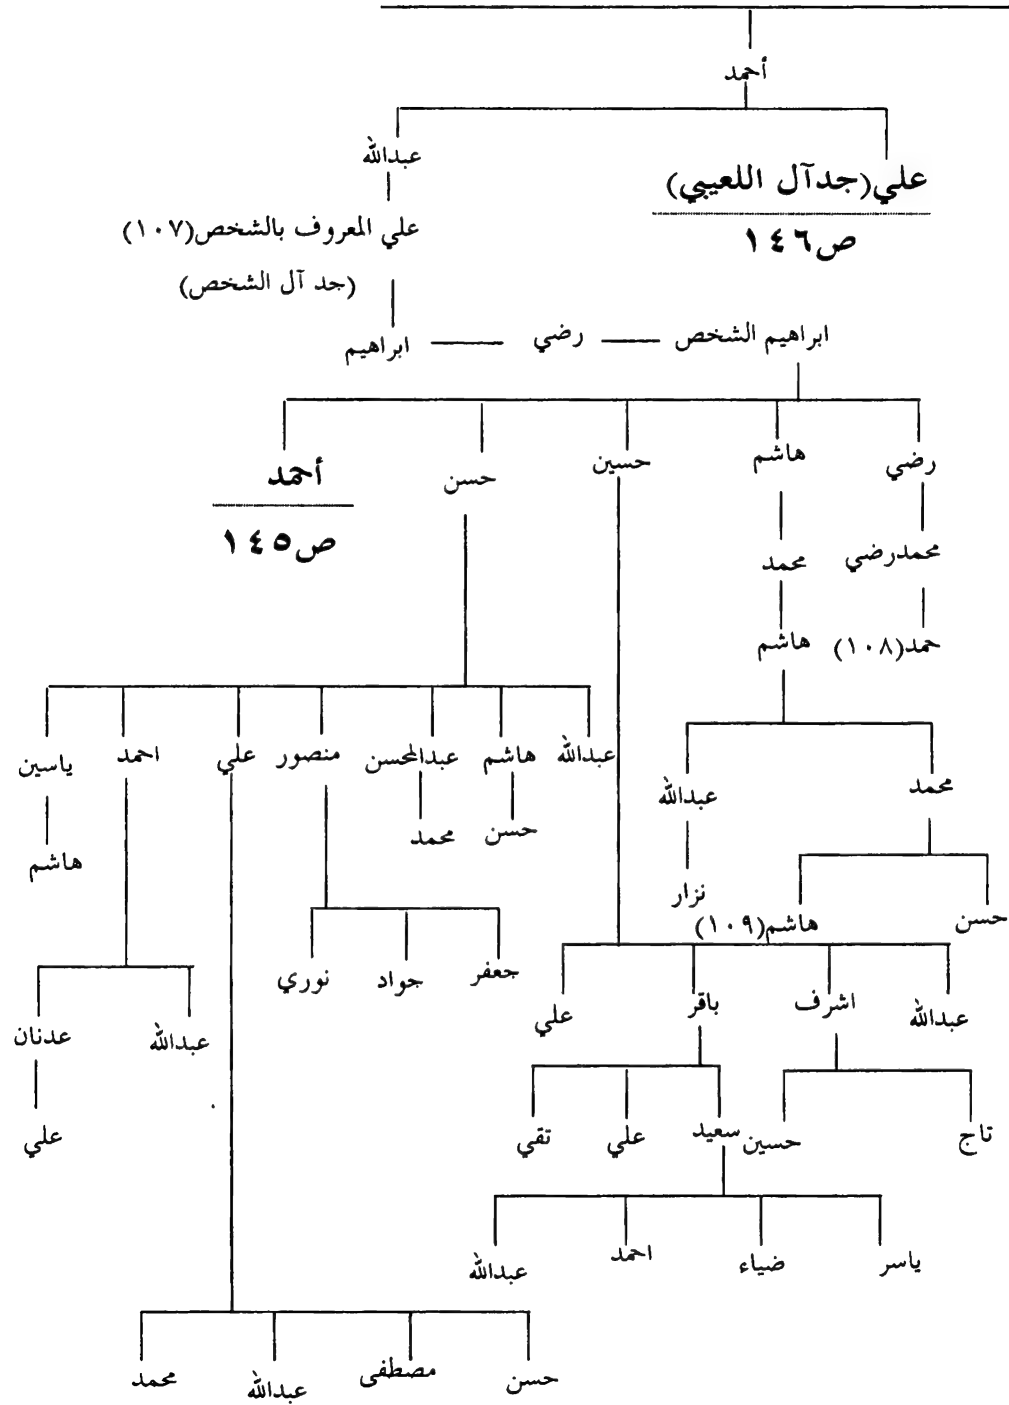 أحمد
عبدالله
علي(جدآل اللعيبي)
ص١٤٦
علي المعروف بالشخص(١٠٧)
(جد آل الشخص)
ابراهيم الشخص رضي ابراهيم
رضي هاشم حسين حسن أحمد
ص١٤٥
محمدرضي محمد
حمد(١٠٨) هاشم
عبدالله هاشم عبدالمحسن منصور علي احمد ياسين
محمد عبدالله
حسن محمد هاشم
نزار
حسن هاشم(١٠٩)
جعفر جواد نوري
عبدالله اشرف باقر علي
عبدالله عدنان
تاج حسين سعيد علي تقي
علي
ياسر ضياء احمد عبدالله
حسن مصطفى عبدالله محمد